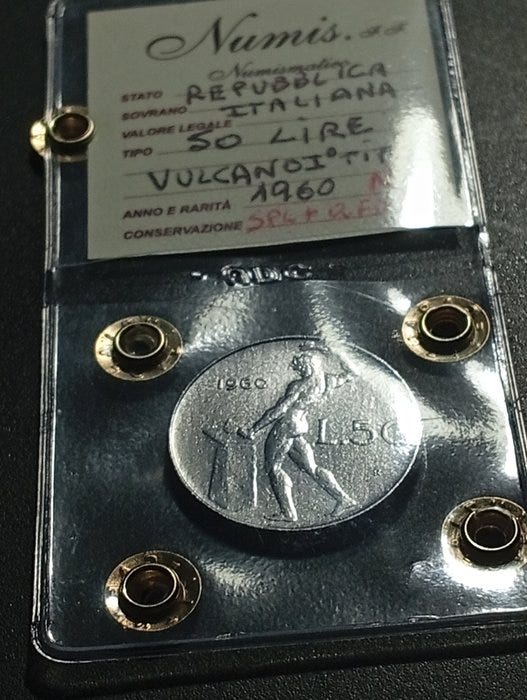 Numis.
Numismatica
STATO REPUBBLICA
SOVRANO ITALIANA
VALORE LEGALE
TIPO 50 LIRE
VULCANO I° TIP
ANNO E RARITÀ 1960 N
CONSERVAZIONE SPL +
1960
L.50